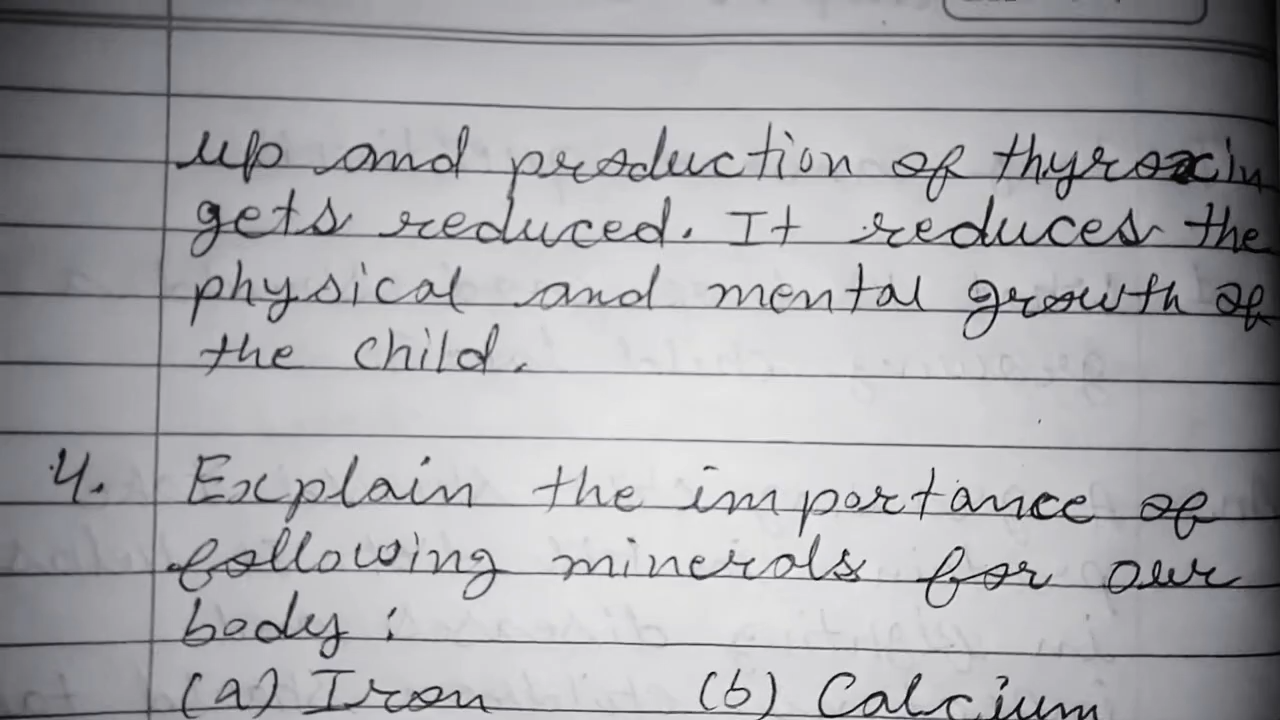 up and production of thyroxin
gets reduced. It reduces the
physical and mental growth of
the child.
4. Explain the importance of
following minerals for our
body :
(a) Iron (b) Calcium